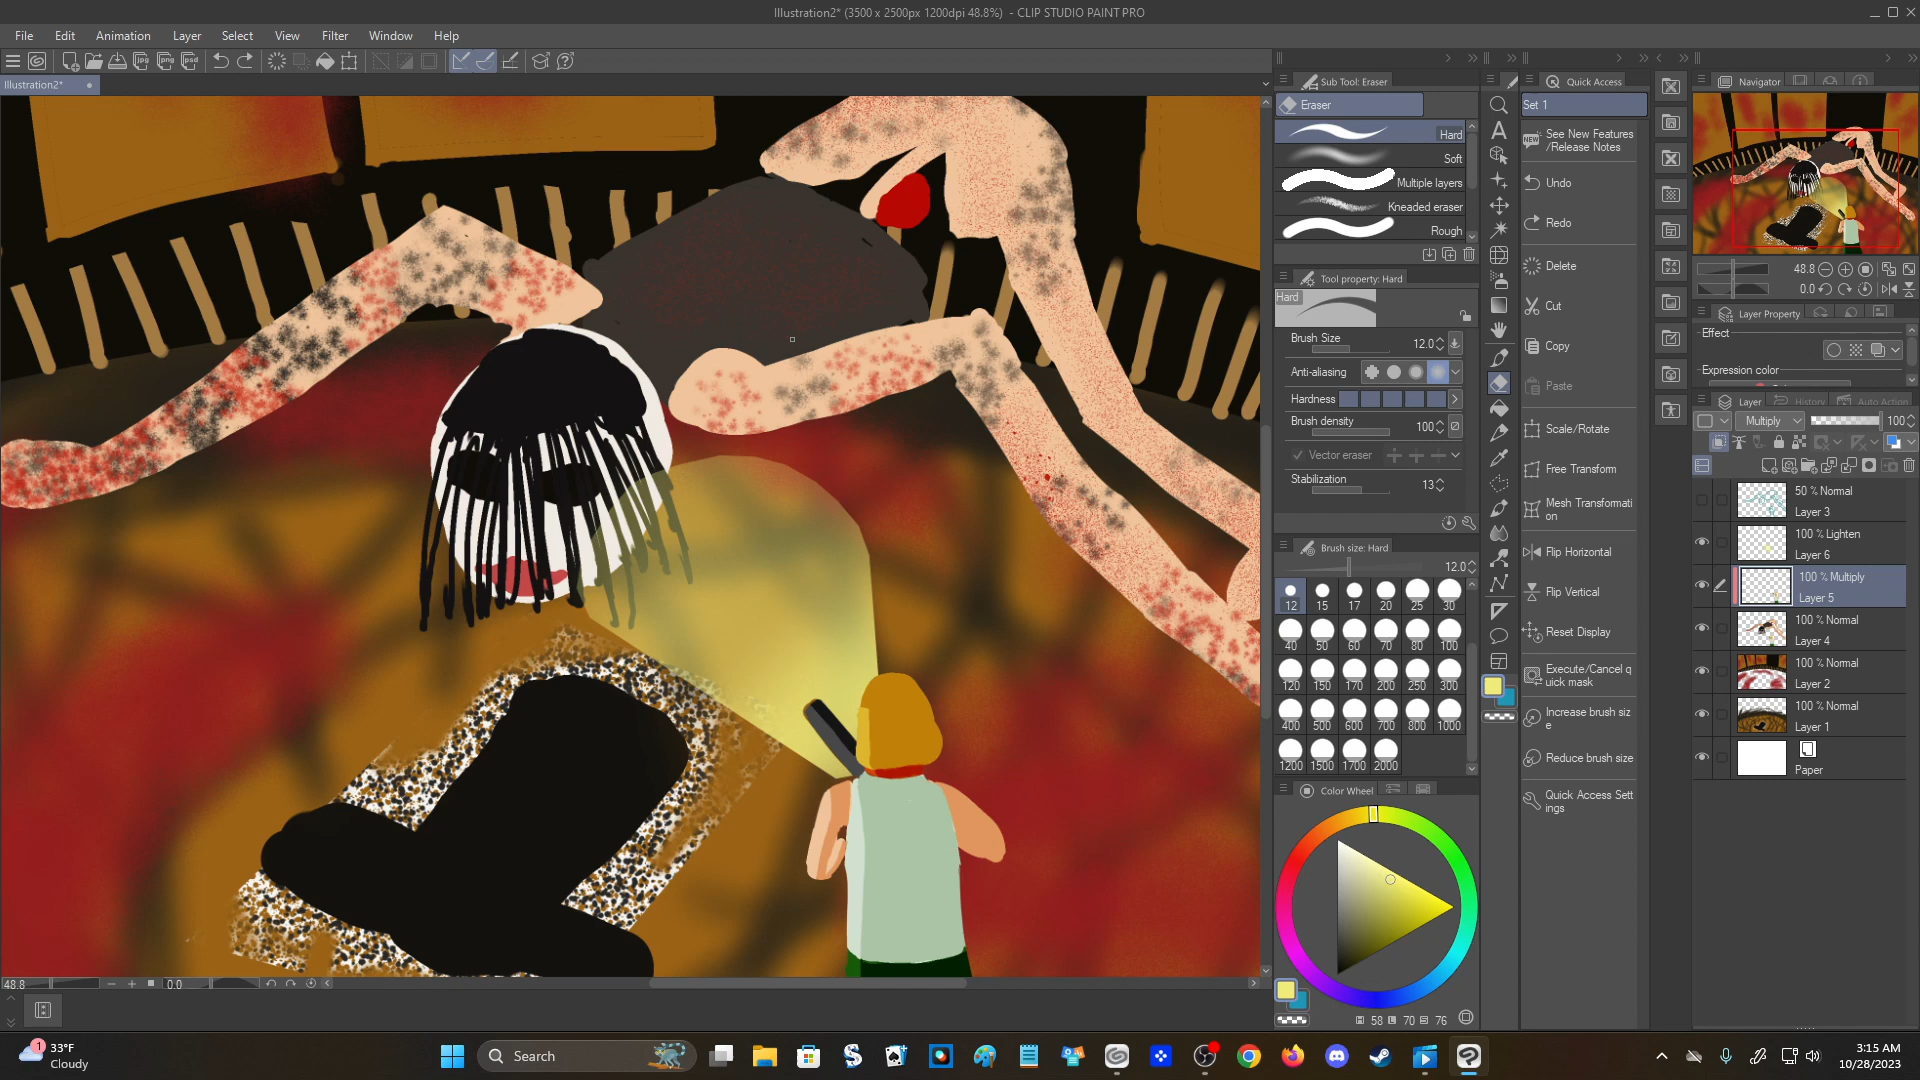 Illustration2* (3500 x 2500px 1200dpi 48.8%) - CLIP STUDIO PAINT PRO
File Edit Animation Layer Select View Filter Window Help
Illustration2*
Sub Tool: Eraser
Eraser
Hard
Soft
Multiple layers
Kneaded eraser
Rough
Tool property: Hard
Hard
Brush Size 12.0
Anti-aliasing
Hardness
Brush density 100
Vector eraser
Stabilization 13
Brush size: Hard
12.0
12 15 17 20 25 30
40 50 60 70 80 100
120 150 170 200 250 300
400 500 600 700 800 1000
1200 1500 1700 2000
Color Wheel
58 70 76
Quick Access
Set 1
NEW
See New Features
/Release Notes
Undo
Redo
Delete
Cut
Copy
Paste
Scale/Rotate
Free Transform
Mesh Transformati
on
Flip Horizontal
Flip Vertical
Reset Display
Execute/Cancel q
uick mask
Increase brush siz
e
Reduce brush size
Quick Access Sett
ings
Navigator
48.8
0.0
Layer Property
Effect
Expression color
Layer History Auto Action
Multiply 100
50 % Normal
Layer 3
100 % Lighten
Layer 6
100 % Multiply
Layer 5
100 % Normal
Layer 4
100 % Normal
Layer 2
100 % Normal
Layer 1
Paper
48.8 0.0
1
33°F
Cloudy
Search
3:15 AM
10/28/2023